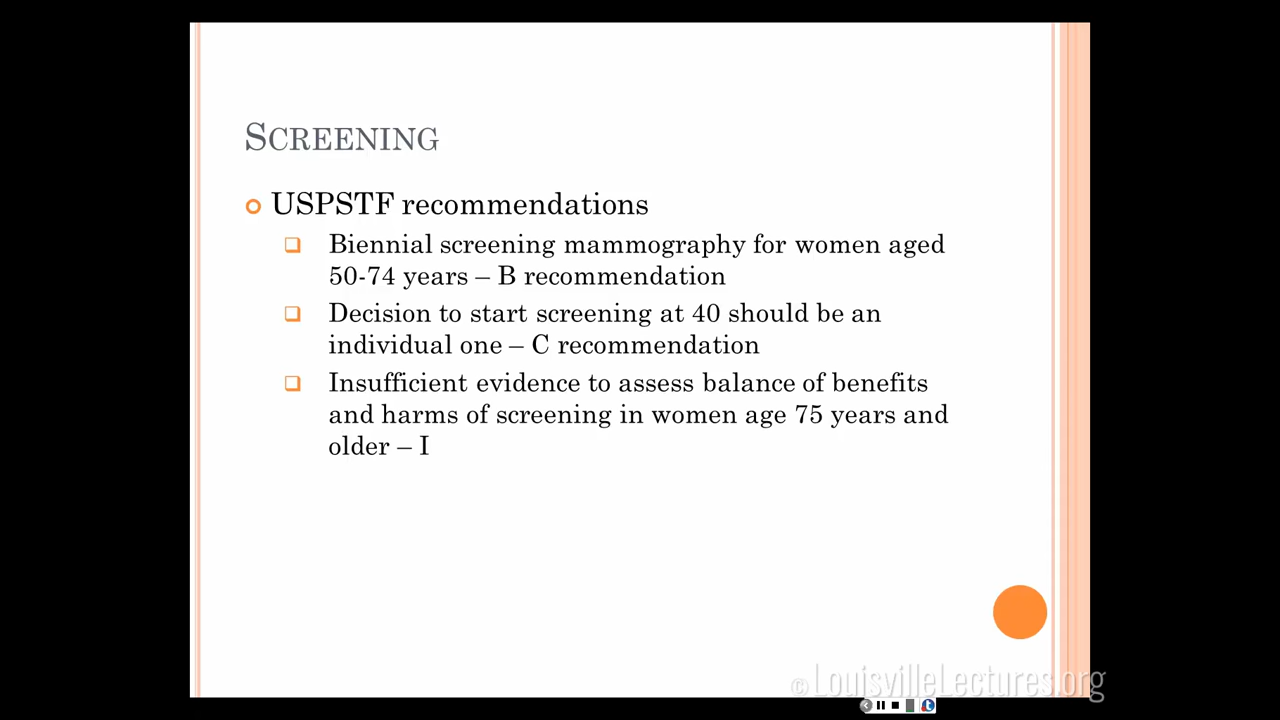 SCREENING
USPSTF recommendations
Biennial screening mammography for women aged
50-74 years – B recommendation
Decision to start screening at 40 should be an
individual one – C recommendation
Insufficient evidence to assess balance of benefits
and harms of screening in women age 75 years and
older – I
© LouisvilleLectures.org